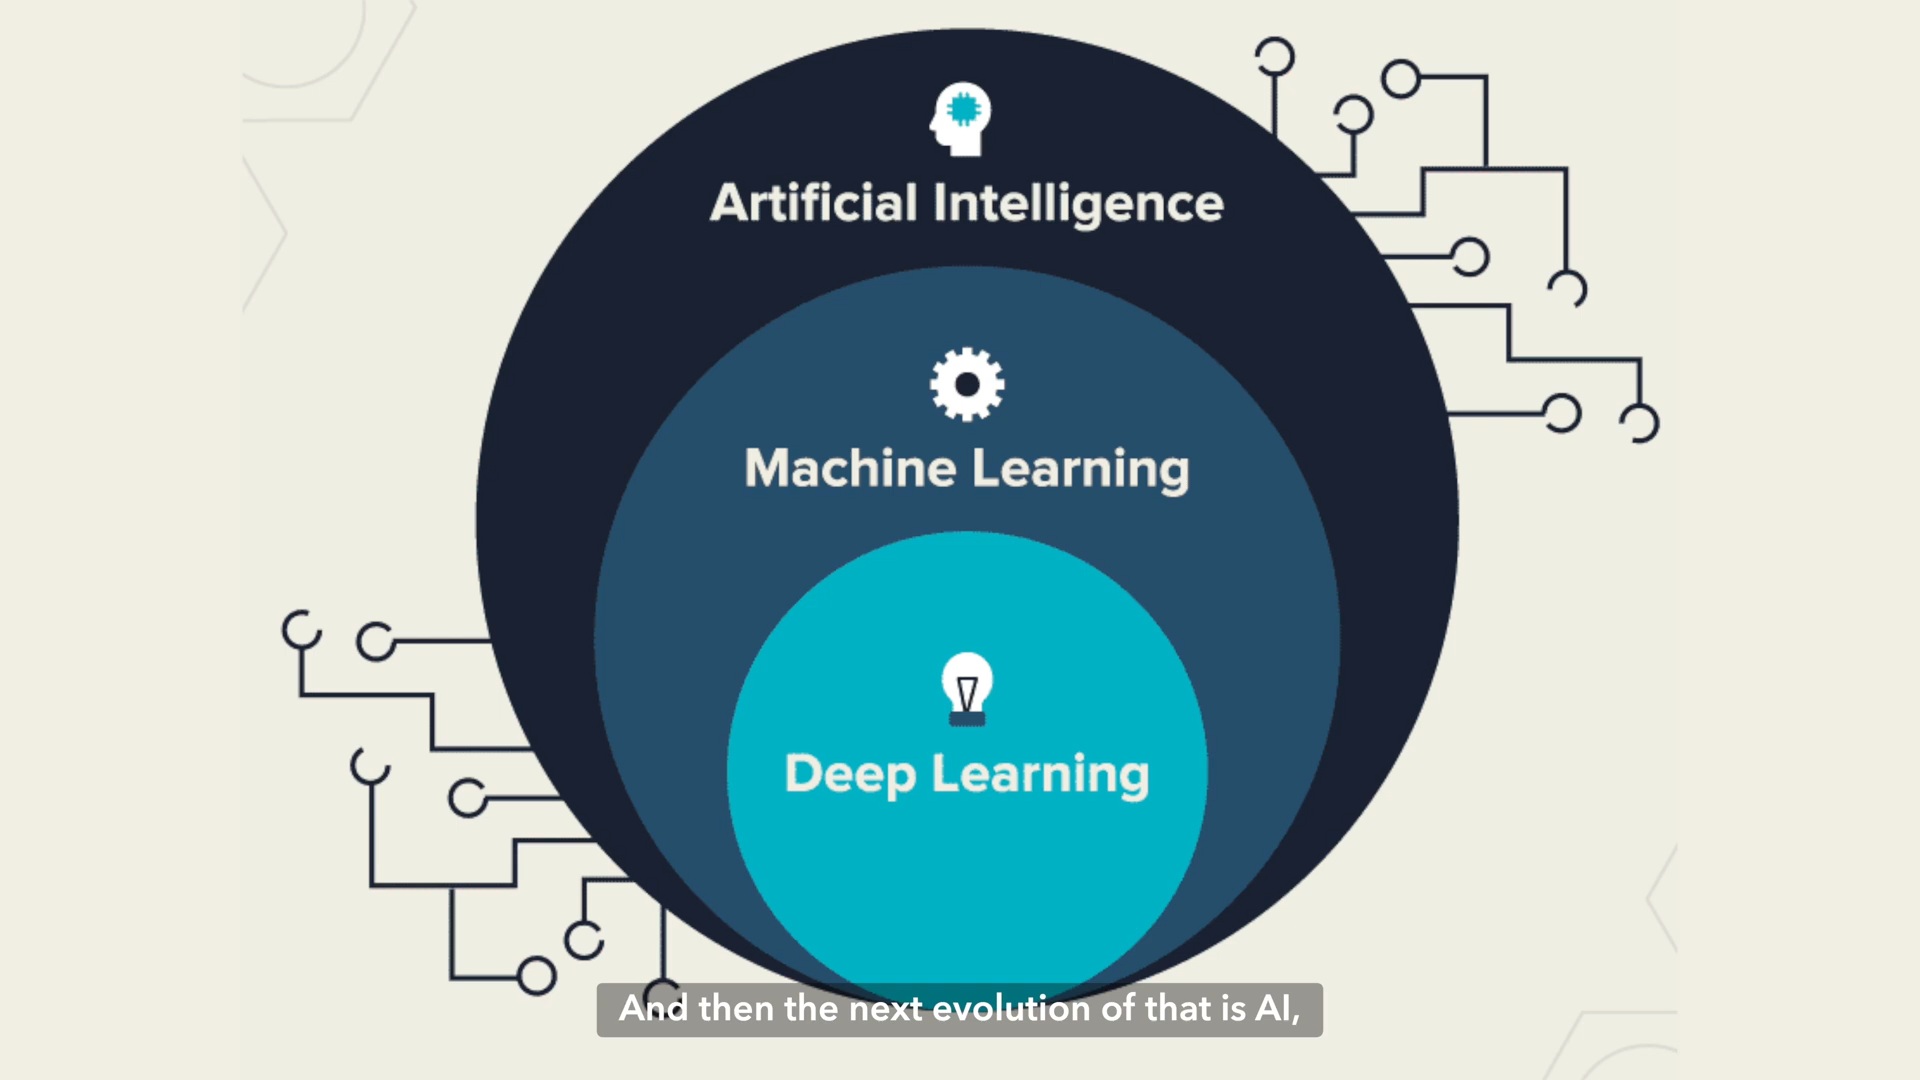 Artificial Intelligence
Machine Learning
Deep Learning
And then the next evolution of that is AI,